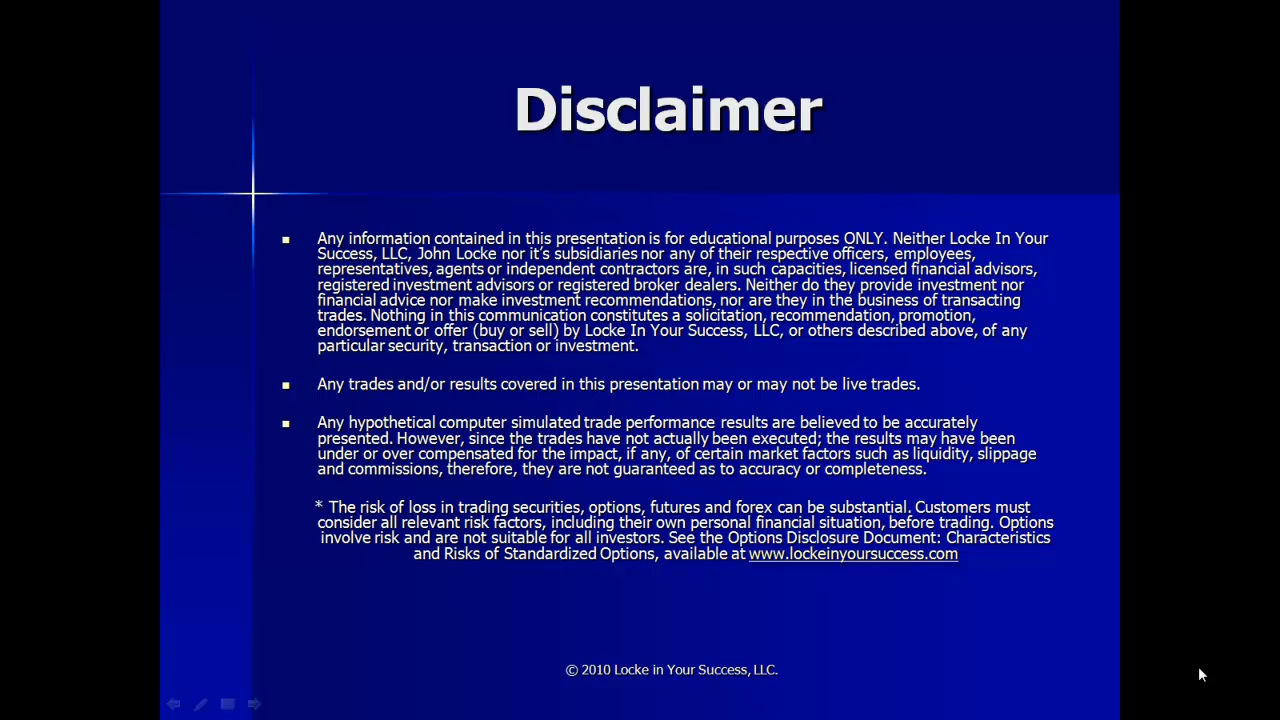 Disclaimer
Any information contained in this presentation is for educational purposes ONLY. Neither Locke In Your
Success, LLC, John Locke nor it's subsidiaries nor any of their respective officers, employees,
representatives, agents or independent contractors are, in such capacities, licensed financial advisors,
registered investment advisors or registered broker dealers. Neither do they provide investment nor
financial advice nor make investment recommendations, nor are they in the business of transacting
trades. Nothing in this communication constitutes a solicitation, recommendation, promotion,
endorsement or offer (buy or sell) by Locke In Your Success, LLC, or others described above, of any
particular security, transaction or investment.
Any trades and/or results covered in this presentation may or may not be live trades.
Any hypothetical computer simulated trade performance results are believed to be accurately
presented. However, since the trades have not actually been executed; the results may have been
under or over compensated for the impact, if any, of certain market factors such as liquidity, slippage
and commissions, therefore, they are not guaranteed as to accuracy or completeness.
* The risk of loss in trading securities, options, futures and forex can be substantial. Customers must
consider all relevant risk factors, including their own personal financial situation, before trading. Options
involve risk and are not suitable for all investors. See the Options Disclosure Document: Characteristics
and Risks of Standardized Options, available at www.lockeinyoursuccess.com
© 2010 Locke in Your Success, LLC.